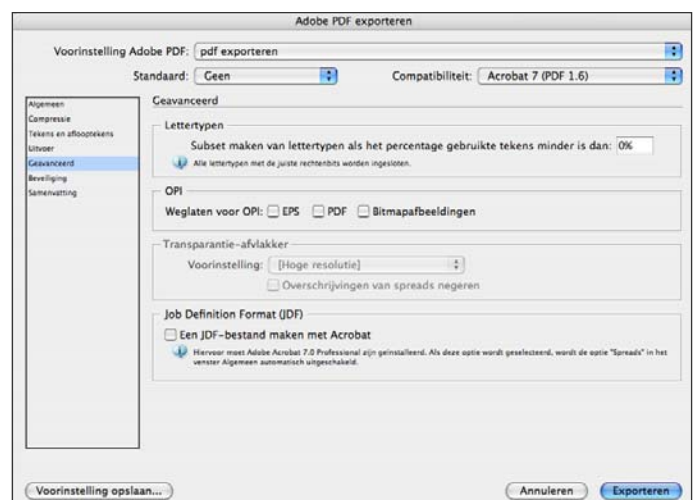 Adobe PDF exporteren
Voorinstelling Adobe PDF: pdf exporteren
Standaard: Geen Compatibiliteit: Acrobat 7 (PDF 1.6)
Algemeen
Compressie
Tekens en aflooptekens
Uitvoer
Geavanceerd
Beveiliging
Samenvatting
Geavanceerd
Lettertypen
Subset maken van lettertypen als het percentage gebruikte tekens minder is dan: 0%
Alle lettertypen met de juiste rechtenbits worden ingesloten.
OPI
Weglaten voor OPI: EPS PDF Bitmapafbeeldingen
Transparantie-afvlakker
Voorinstelling: [Hoge resolutie]
Overschrijvingen van spreads negeren
Job Definition Format (JDF)
Een JDF-bestand maken met Acrobat
Hiervoor moet Adobe Acrobat 7.0 Professional zijn geïnstalleerd. Als deze optie wordt geselecteerd, wordt de optie "Spreads" in het
venster Algemeen automatisch uitgeschakeld.
Voorinstelling opslaan... Annuleren Exporteren